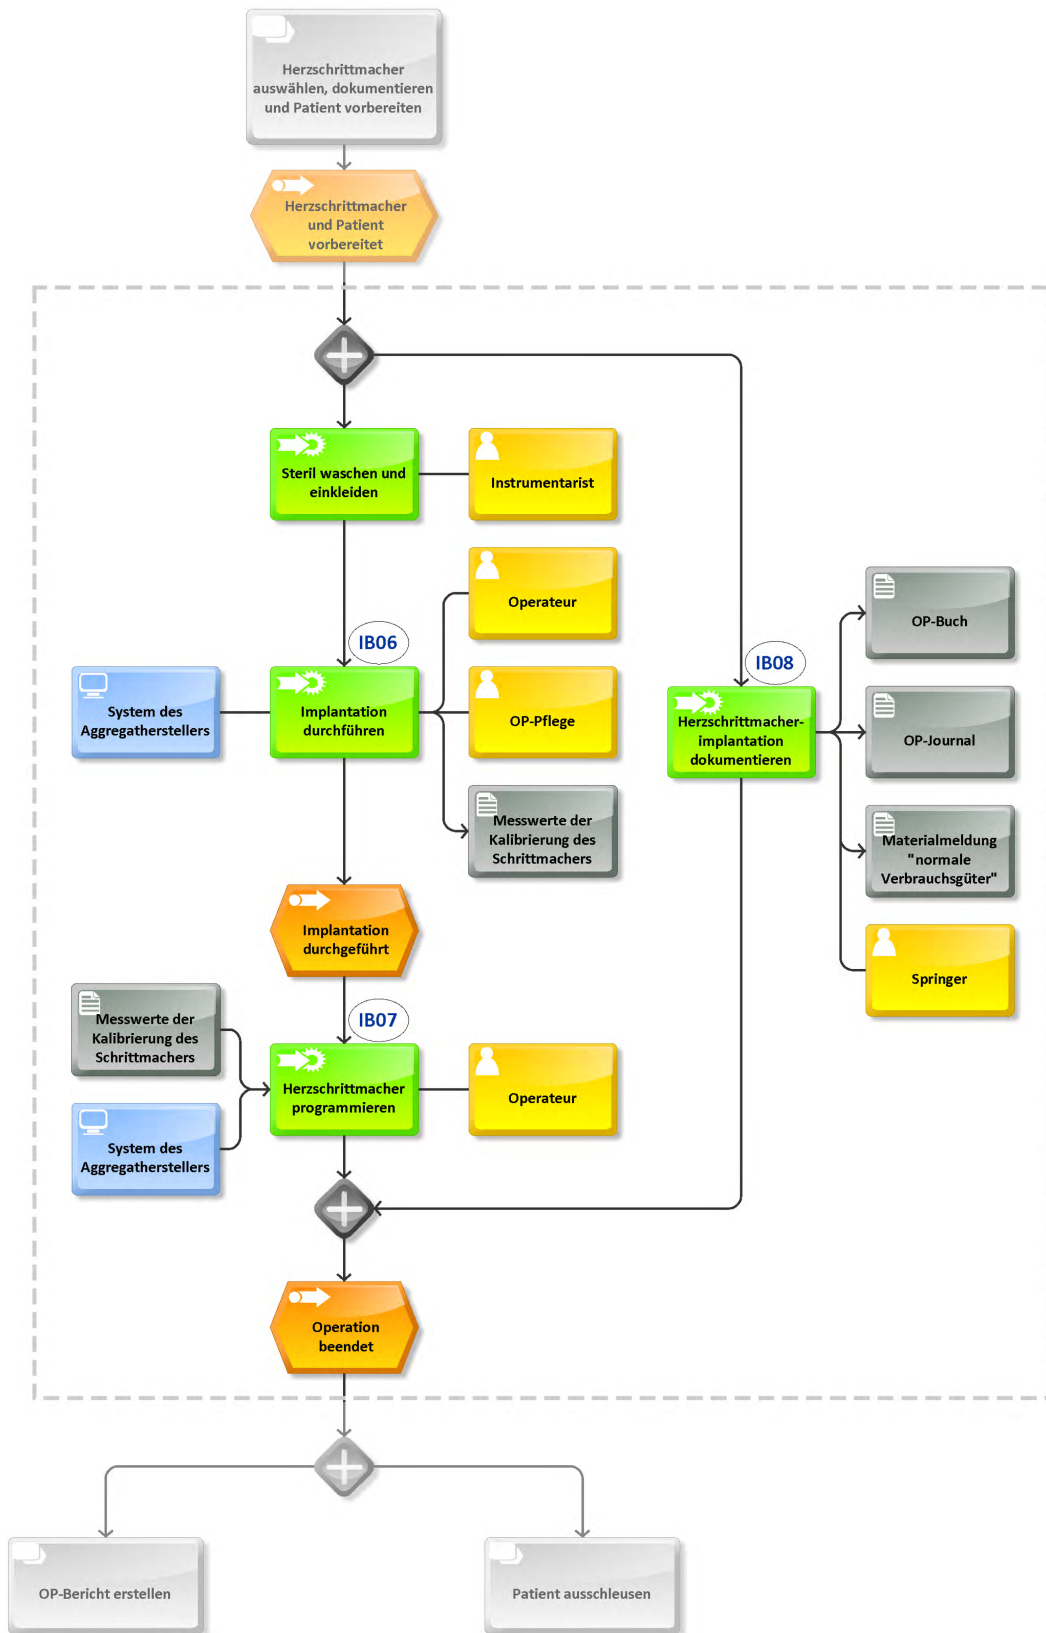 Herzschrittmacher
auswählen, dokumentieren
und Patient vorbereiten
Herzschrittmacher
und Patient
vorbereitet
Steril waschen und
einkleiden
Instrumentarist
Operateur
IB06
System des
Aggregatherstellers
Implantation
durchführen
OP-Pflege
Messwerte der
Kalibrierung des
Schrittmachers
IB08
Herzschrittmacher-
implantation
dokumentieren
OP-Buch
OP-Journal
Materialmeldung
"normale
Verbrauchsgüter"
Springer
Implantation
durchgeführt
IB07
Messwerte der
Kalibrierung des
Schrittmachers
System des
Aggregatherstellers
Herzschrittmacher
programmieren
Operateur
Operation
beendet
OP-Bericht erstellen
Patient ausschleusen